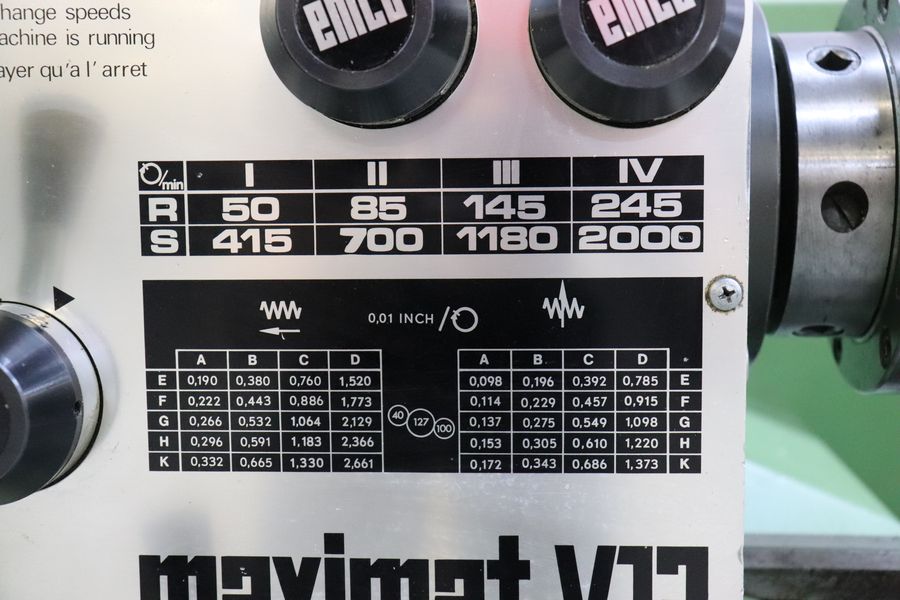 hange speeds
achine is running
ayer qu'a l'arret
emco
emco
/min I II III IV
R 50 85 145 245
S 415 700 1180 2000
0,01 INCH/
A B C D
E 0,190 0,380 0,760 1,520
F 0,222 0,443 0,886 1,773
G 0,266 0,532 1,064 2,129
H 0,296 0,591 1,183 2,366
K 0,332 0,665 1,330 2,661
40 127 100
A B C D
0,098 0,196 0,392 0,785 E
0,114 0,229 0,457 0,915 F
0,137 0,275 0,549 1,098 G
0,153 0,305 0,610 1,220 H
0,172 0,343 0,686 1,373 K
maximat V13